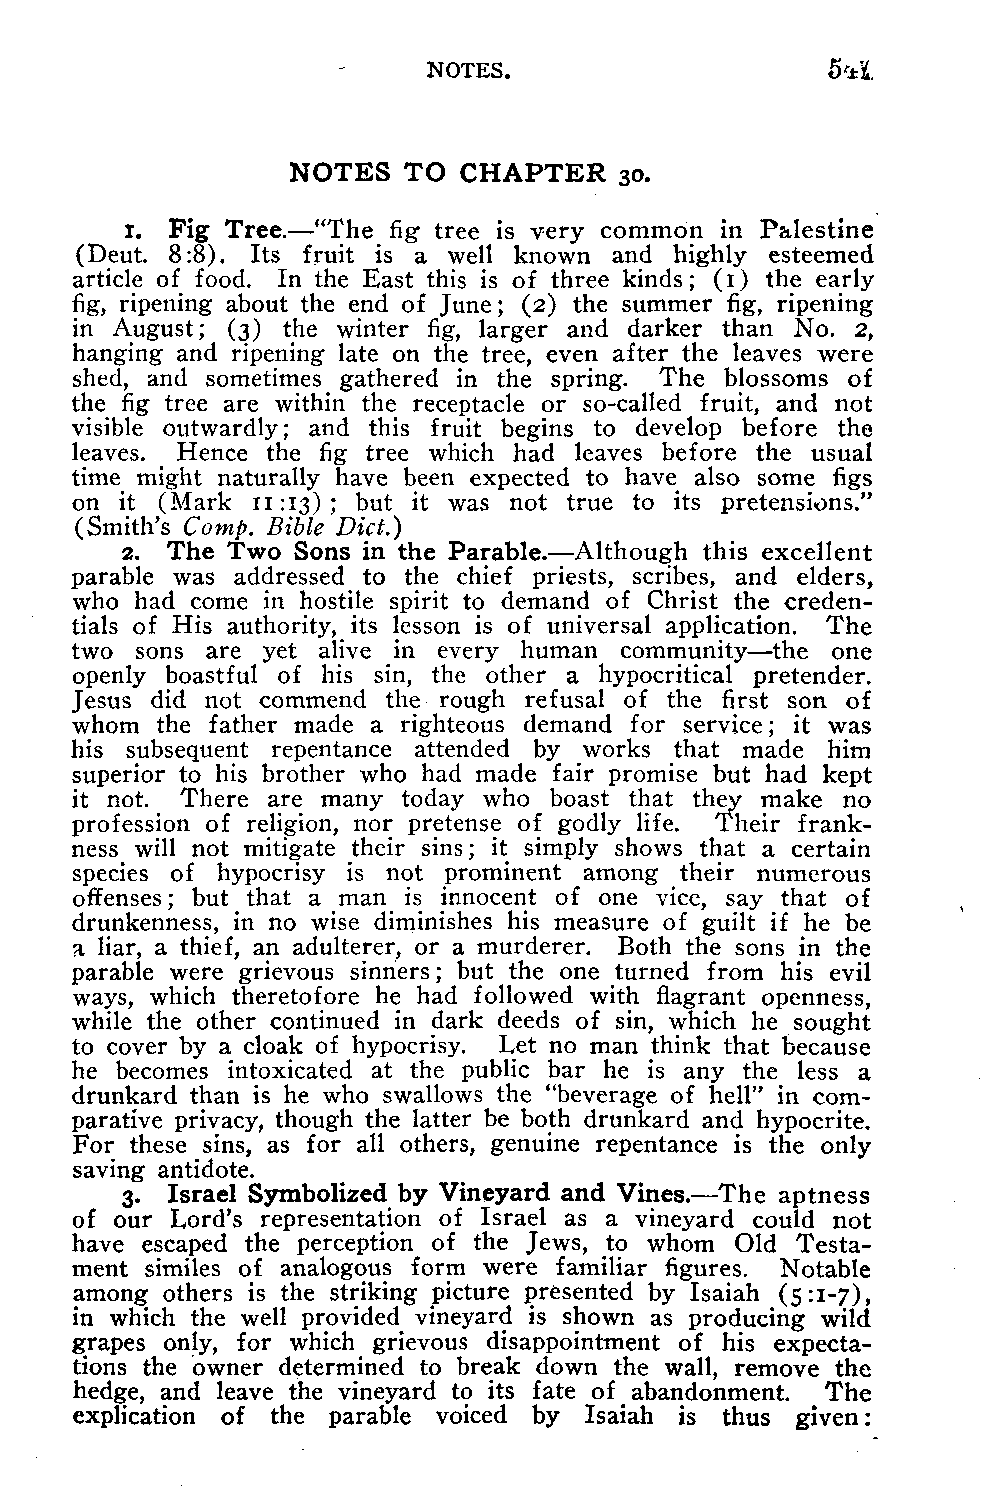 NOTES.
NOTES TO CHAPTER 30.
1. Fig Tree.—"The fig tree is very common in Palestine
(Deut. 8:8). Its fruit is a well known and highly esteemed
article of food. In the East this is of three kinds; (1) the early
fig, ripening about the end of June; (2) the summer fig, ripening
in August; (3) the winter fig, larger and darker than No. 2,
hanging and ripening late on the tree, even after the leaves were
shed, and sometimes gathered in the spring. The blossoms of
the fig tree are within the receptacle or so-called fruit, and not
visible outwardly; and this fruit begins to develop before the
leaves. Hence the fig tree which had leaves before the usual
time might naturally have been expected to have also some figs
on it (Mark 11:13); but it was not true to its pretensions."
(Smith's Comp. Bible Dict.)
2. The Two Sons in the Parable.—Although this excellent
parable was addressed to the chief priests, scribes, and elders,
who had come in hostile spirit to demand of Christ the creden-
tials of His authority, its lesson is of universal application. The
two sons are yet alive in every human community—the one
openly boastful of his sin, the other a hypocritical pretender.
Jesus did not commend the rough refusal of the first son of
whom the father made a righteous demand for service; it was
his subsequent repentance attended by works that made him
superior to his brother who had made fair promise but had kept
it not. There are many today who boast that they make no
profession of religion, nor pretense of godly life. Their frank-
ness will not mitigate their sins; it simply shows that a certain
species of hypocrisy is not prominent among their numerous
offenses; but that a man is innocent of one vice, say that of
drunkenness, in no wise diminishes his measure of guilt if he be
a liar, a thief, an adulterer, or a murderer. Both the sons in the
parable were grievous sinners; but the one turned from his evil
ways, which theretofore he had followed with flagrant openness,
while the other continued in dark deeds of sin, which he sought
to cover by a cloak of hypocrisy. Let no man think that because
he becomes intoxicated at the public bar he is any the less a
drunkard than is he who swallows the "beverage of hell" in com-
parative privacy, though the latter be both drunkard and hypocrite.
For these sins, as for all others, genuine repentance is the only
saving antidote.
3. Israel Symbolized by Vineyard and Vines.—The aptness
of our Lord's representation of Israel as a vineyard could not
have escaped the perception of the Jews, to whom Old Testa-
ment similes of analogous form were familiar figures. Notable
among others is the striking picture presented by Isaiah (5:1-7),
in which the well provided vineyard is shown as producing wild
grapes only, for which grievous disappointment of his expecta-
tions the owner determined to break down the wall, remove the
hedge, and leave the vineyard to its fate of abandonment. The
explication of the parable voiced by Isaiah is thus given: